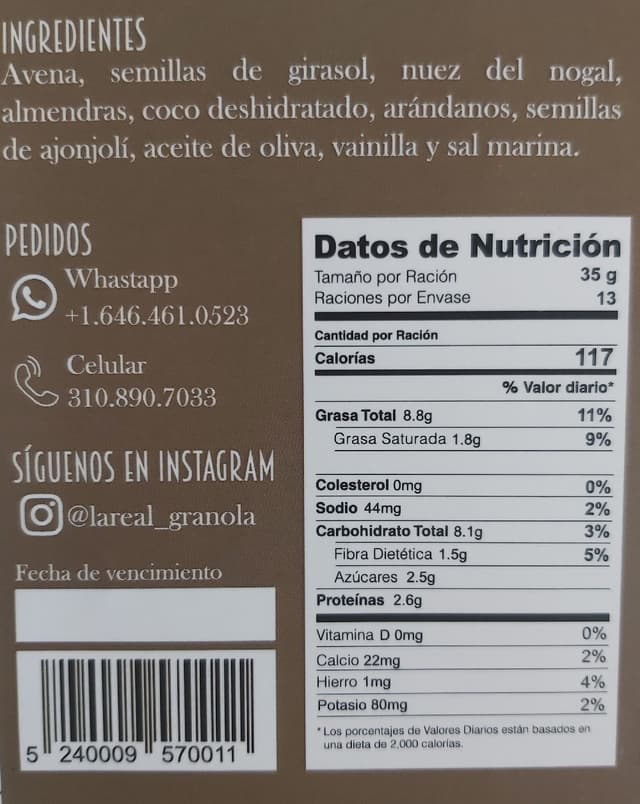 INGREDIENTES
Avena, semillas de girasol, nuez del nogal,
almendras, coco deshidratado, arándanos, semillas
de ajonjolí, aceite de oliva, vainilla y sal marina.
PEDIDOS
Whastapp
+1.646.461.0523
Celular
310.890.7033
SÍGUENOS EN INSTAGRAM
@lareal_granola
Fecha de vencimiento
5 240009 570011
Datos de Nutrición
Tamaño por Ración 35 g
Raciones por Envase 13
Cantidad por Ración
Calorías 117
% Valor diario*
Grasa Total 8.8g 11%
Grasa Saturada 1.8g 9%
Colesterol 0mg 0%
Sodio 44mg 2%
Carbohidrato Total 8.1g 3%
Fibra Dietética 1.5g 5%
Azúcares 2.5g
Proteínas 2.6g
Vitamina D 0mg 0%
Calcio 22mg 2%
Hierro 1mg 4%
Potasio 80mg 2%
* Los porcentajes de Valores Diarios están basados en
una dieta de 2,000 calorías.